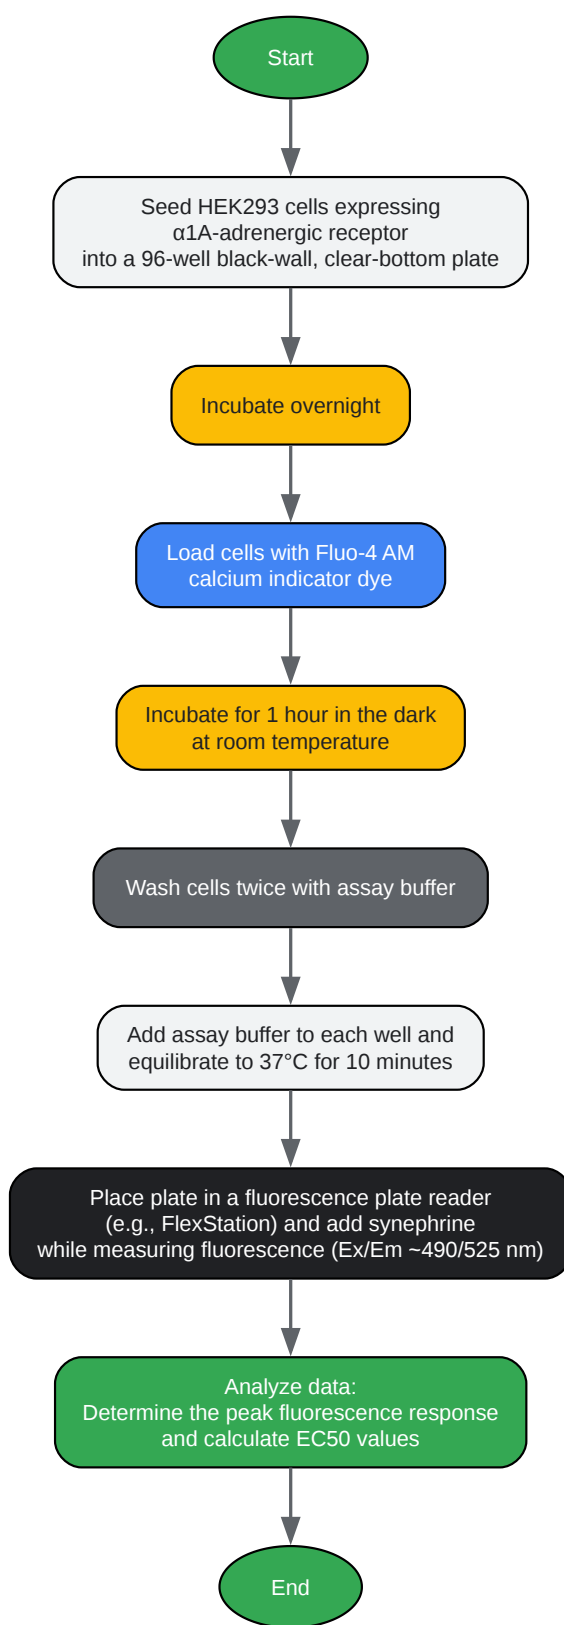 Start
Seed HEK293 cells expressing
α1A-adrenergic receptor
into a 96-well black-wall, clear-bottom plate
Incubate overnight
Load cells with Fluo-4 AM
calcium indicator dye
Incubate for 1 hour in the dark
at room temperature
Wash cells twice with assay buffer
Add assay buffer to each well and
equilibrate to 37°C for 10 minutes
Place plate in a fluorescence plate reader
(e.g., FlexStation) and add synephrine
while measuring fluorescence (Ex/Em ~490/525 nm)
Analyze data:
Determine the peak fluorescence response
and calculate EC50 values
End